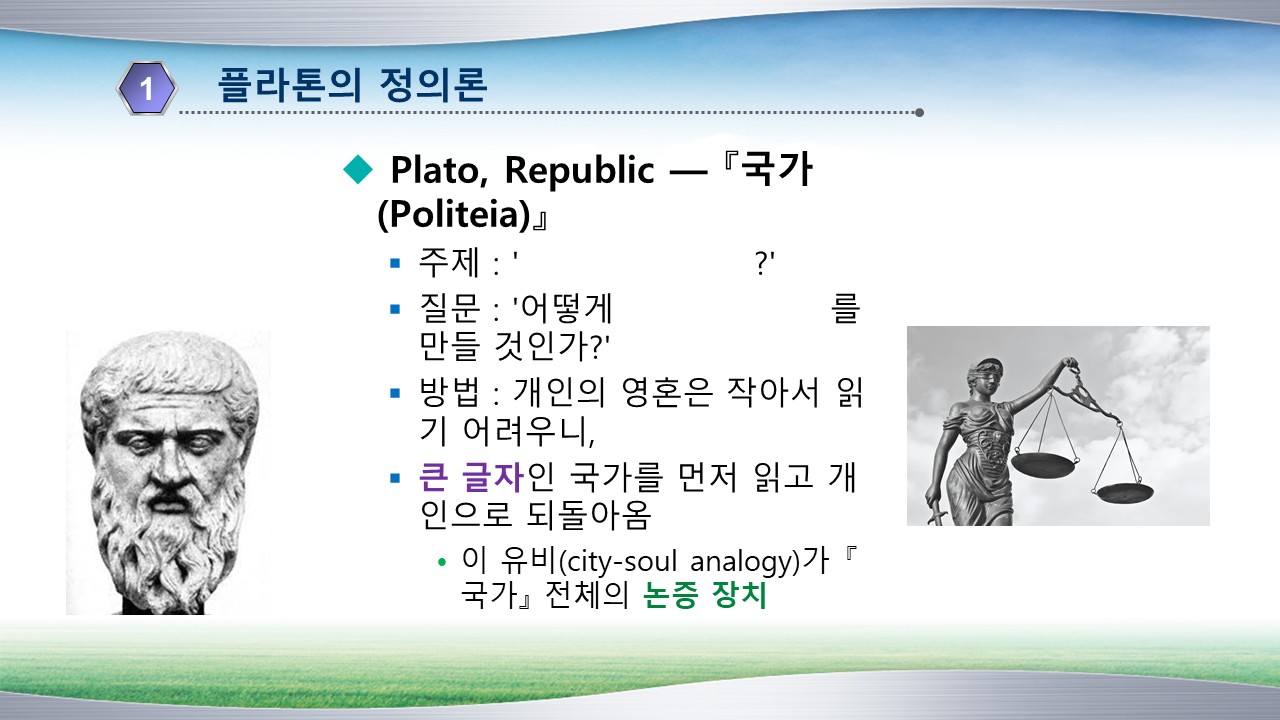 1
플라톤의 정의론
◆ Plato, Republic —『국가
(Politeia)』
▪ 주제 : ' ?'
▪ 질문 : '어떻게 를
만들 것인가?'
▪ 방법 : 개인의 영혼은 작아서 읽
기 어려우니,
▪ 큰 글자인 국가를 먼저 읽고 개
인으로 되돌아옴
• 이 유비(city-soul analogy)가 『
국가』 전체의 논증 장치